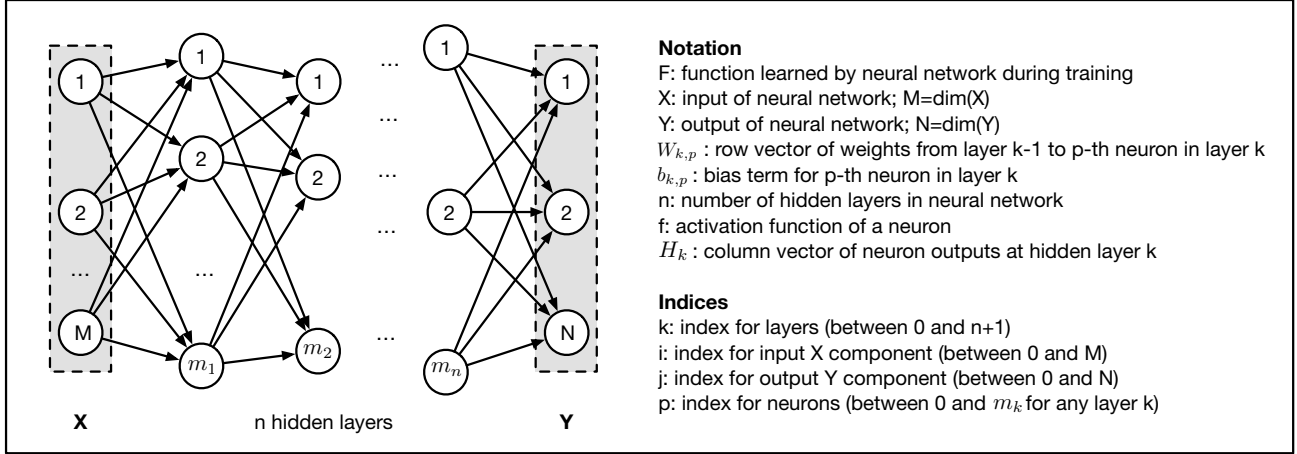 1
2
...
M
X
1
2
...
m_1
1
2
m_2
...
...
...
...
...
1
2
m_n
n hidden layers
1
2
N
Y
Notation
F: function learned by neural network during training
X: input of neural network; M=dim(X)
Y: output of neural network; N=dim(Y)
W_{k,p} : row vector of weights from layer k-1 to p-th neuron in layer k
b_{k,p} : bias term for p-th neuron in layer k
n: number of hidden layers in neural network
f: activation function of a neuron
H_k : column vector of neuron outputs at hidden layer k
Indices
k: index for layers (between 0 and n+1)
i: index for input X component (between 0 and M)
j: index for output Y component (between 0 and N)
p: index for neurons (between 0 and m_k for any layer k)